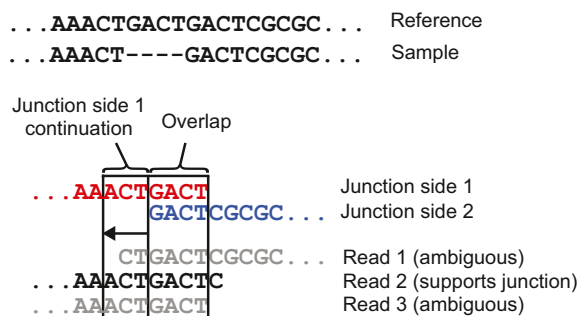 ...AAACTGACTGACTCGCGC... Reference
...AAACT----GACTCGCGC... Sample
Junction side 1 continuation
Overlap
...AAACTGACT Junction side 1
GACTCGCGC... Junction side 2
CTGACTCGCGC... Read 1 (ambiguous)
...AAACTGACTC Read 2 (supports junction)
...AAACTGACT Read 3 (ambiguous)